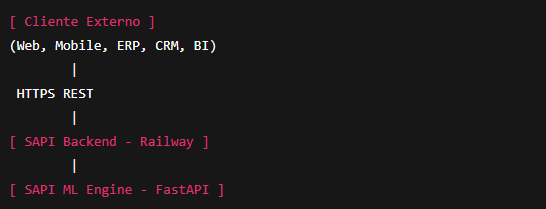 [ Cliente Externo ]
(Web, Mobile, ERP, CRM, BI)
|
HTTPS REST
|
[ SAPI Backend - Railway ]
|
[ SAPI ML Engine - FastAPI ]